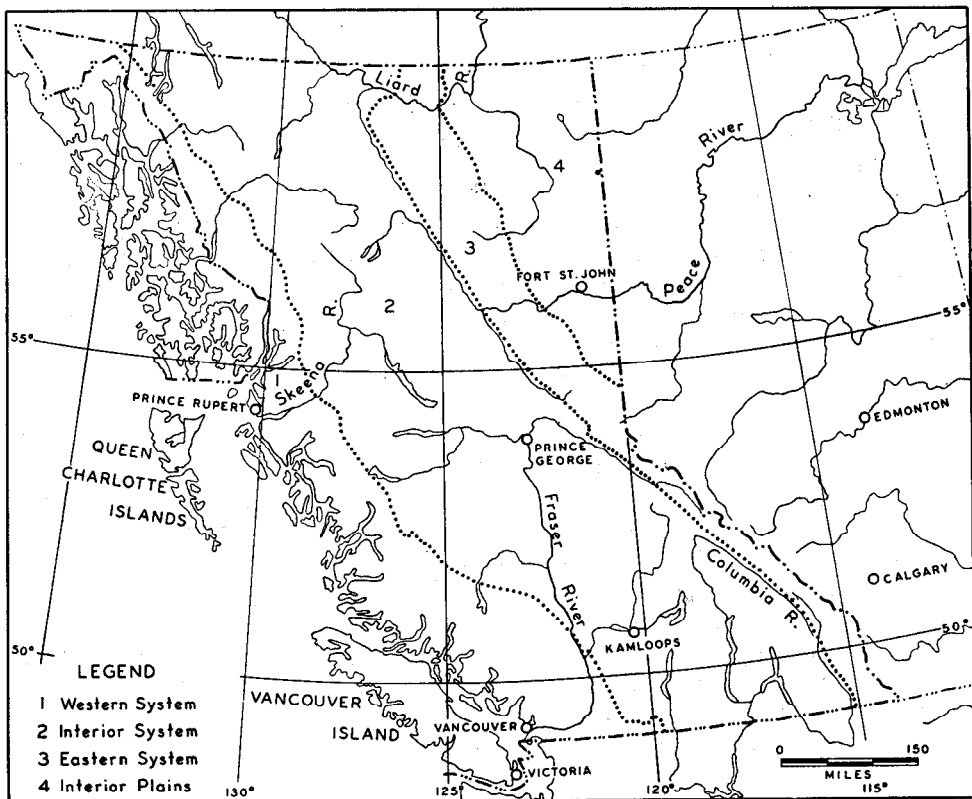 Liard
R.
4
River
3
FORT ST. JOHN
Peace
2
R.
55°
55°
1
Skeena
PRINCE RUPERT
EDMONTON
QUEEN
CHARLOTTE
ISLANDS
PRINCE
GEORGE
Fraser
River
Columbia R.
CALGARY
50°
50°
KAMLOOPS
LEGEND
1 Western System
2 Interior System
3 Eastern System
4 Interior Plains
VANCOUVER
ISLAND
VANCOUVER
VICTORIA
0 150
MILES
130°
125°
120°
115°